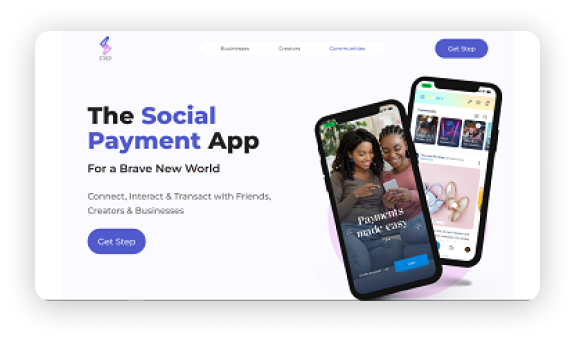 STEP
Businesses
Creators
Communities
Get Step
The Social
Payment App
For a Brave New World
Connect, Interact & Transact with Friends,
Creators & Businesses
Get Step
Payments
made easy